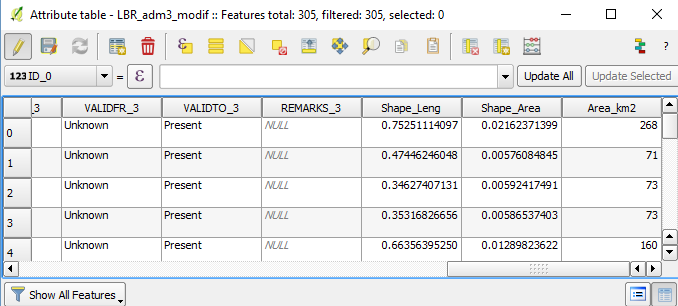 Attribute table - LBR_adm3_modif :: Features total: 305, filtered: 305, selected: 0
123 ID_0 = ε Update All Update Selected
_3 VALIDFR_3 VALIDTO_3 REMARKS_3 Shape_Leng Shape_Area Area_km2
0 Unknown Present NULL 0.75251114097 0.02162371399 268
1 Unknown Present NULL 0.47446246048 0.00576084845 71
2 Unknown Present NULL 0.34627407131 0.00592417491 73
3 Unknown Present NULL 0.35316826656 0.00586537403 73
4 Unknown Present NULL 0.66356395250 0.01289823622 160
Show All Features